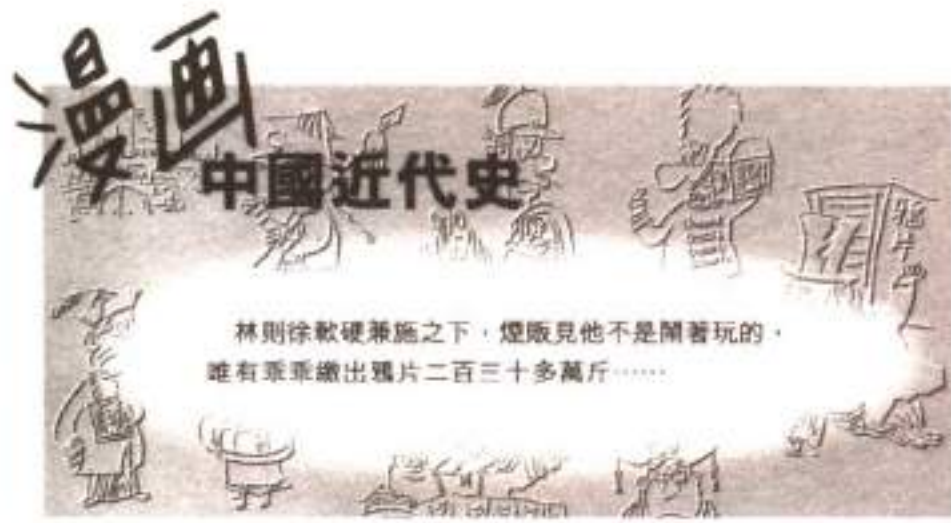 漫画
中國近代史
林則徐軟硬兼施之下，煙販見他不是鬧著玩的，
唯有乖乖繳出鴉片二百三十多萬斤⋯⋯